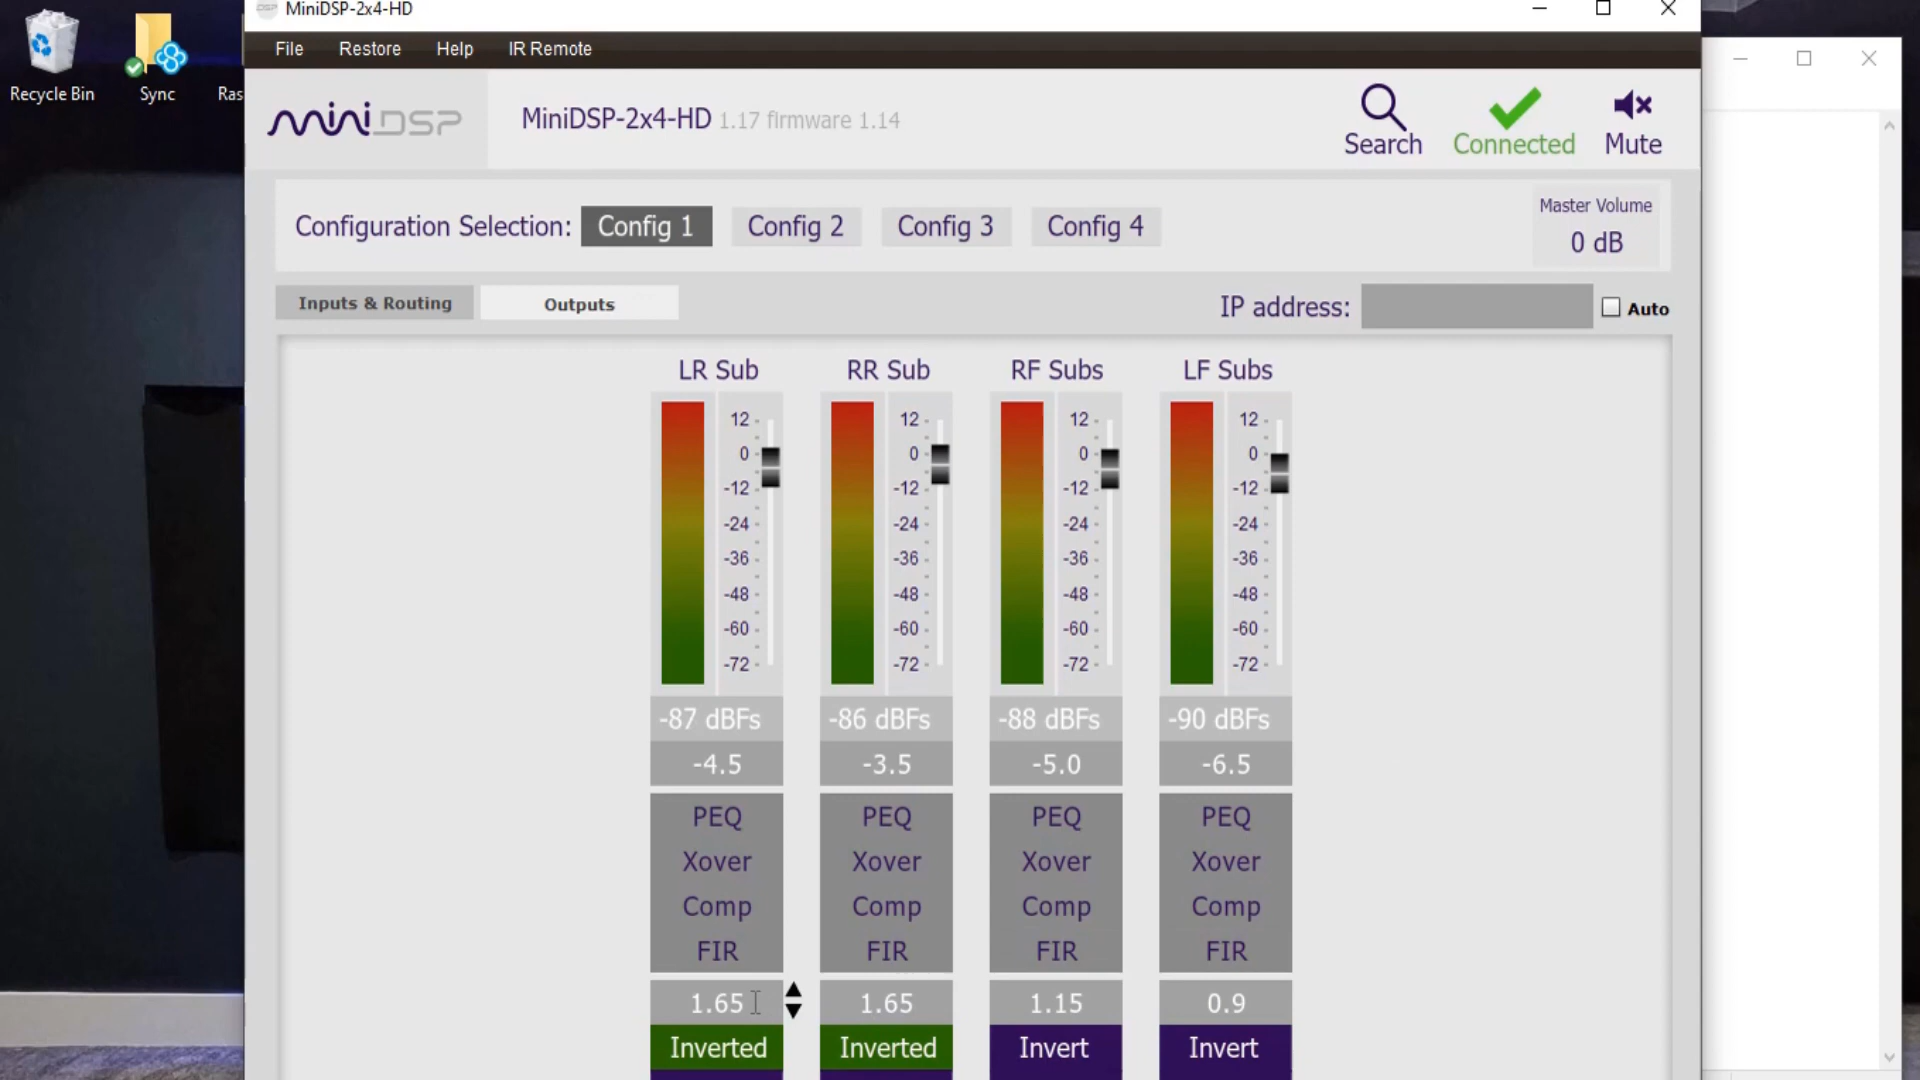 MiniDSP-2x4-HD
File Restore Help IR Remote
Recycle Bin
Sync
Ras
miniDSP
MiniDSP-2x4-HD 1.17 firmware 1.14
Search
Connected
Mute
Configuration Selection: Config 1 Config 2 Config 3 Config 4
Master Volume
0 dB
Inputs & Routing Outputs
IP address: Auto
LR Sub RR Sub RF Subs LF Subs
12 12 12 12
0 0 0 0
-12 -12 -12 -12
-24 -24 -24 -24
-36 -36 -36 -36
-48 -48 -48 -48
-60 -60 -60 -60
-72 -72 -72 -72
-87 dBFs -86 dBFs -88 dBFs -90 dBFs
-4.5 -3.5 -5.0 -6.5
PEQ PEQ PEQ PEQ
Xover Xover Xover Xover
Comp Comp Comp Comp
FIR FIR FIR FIR
1.65 1.65 1.15 0.9
Inverted Inverted Invert Invert